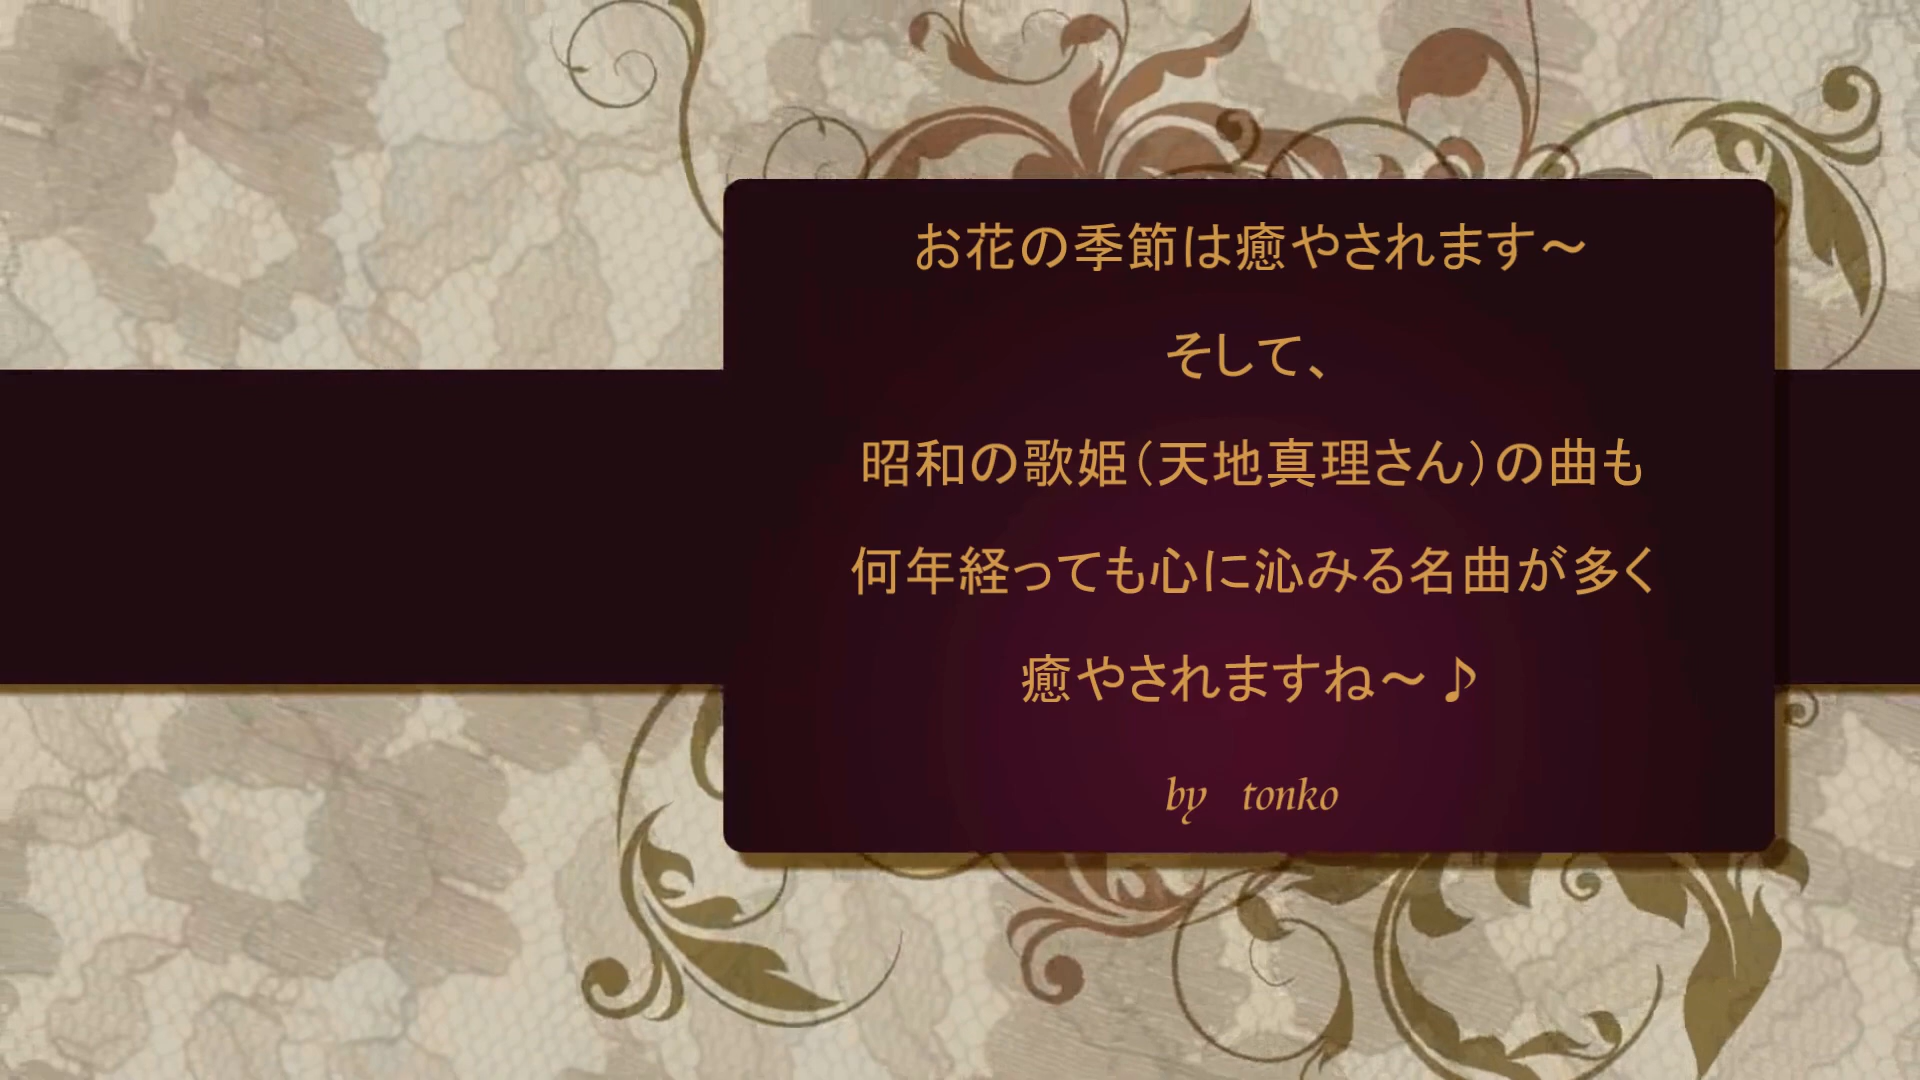 お花の季節は癒やされます～
そして、
昭和の歌姫（天地真理さん）の曲も
何年経っても心に沁みる名曲が多く
癒やされますね～♪
by tonko